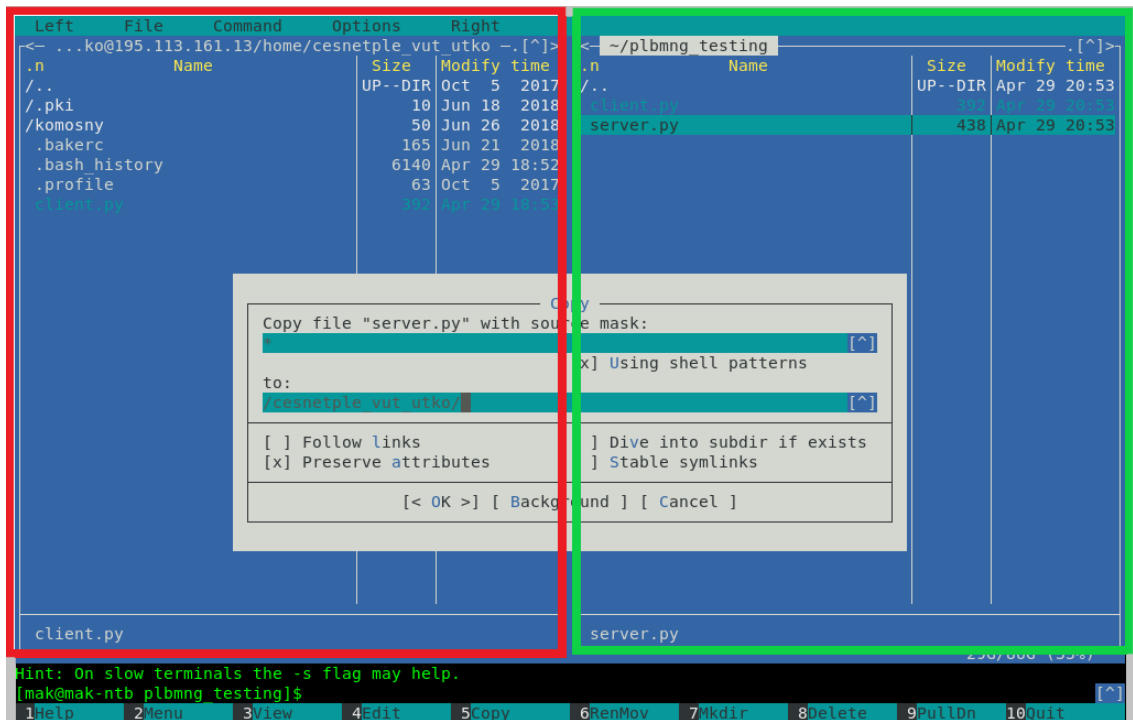 Left File Command Options Right
<─ ...ko@195.113.161.13/home/cesnetple_vut_utko ─.[^]>
.n Name Size Modify time
/.. UP--DIR Oct 5 2017
/.pki 10 Jun 18 2018
/komosny 50 Jun 26 2018
.bakerc 165 Jun 21 2018
.bash_history 6140 Apr 29 18:52
.profile 63 Oct 5 2017
client.py 392 Apr 29 18:53
client.py
<─ ~/plbmng_testing .[^]>
.n Name Size Modify time
/.. UP--DIR Apr 29 20:53
client.py 392 Apr 29 20:53
server.py 438 Apr 29 20:53
server.py
Copy
Copy file "server.py" with source mask:
* [^]
x] Using shell patterns
to:
/cesnetple_vut_utko/ [^]
[ ] Follow links ] Dive into subdir if exists
[x] Preserve attributes ] Stable symlinks
[< OK >] [ Background ] [ Cancel ]
Hint: On slow terminals the -s flag may help.
[mak@mak-ntb plbmng_testing]$ [^]
1Help 2Menu 3View 4Edit 5Copy 6RenMov 7Mkdir 8Delete 9PullDn 10Quit